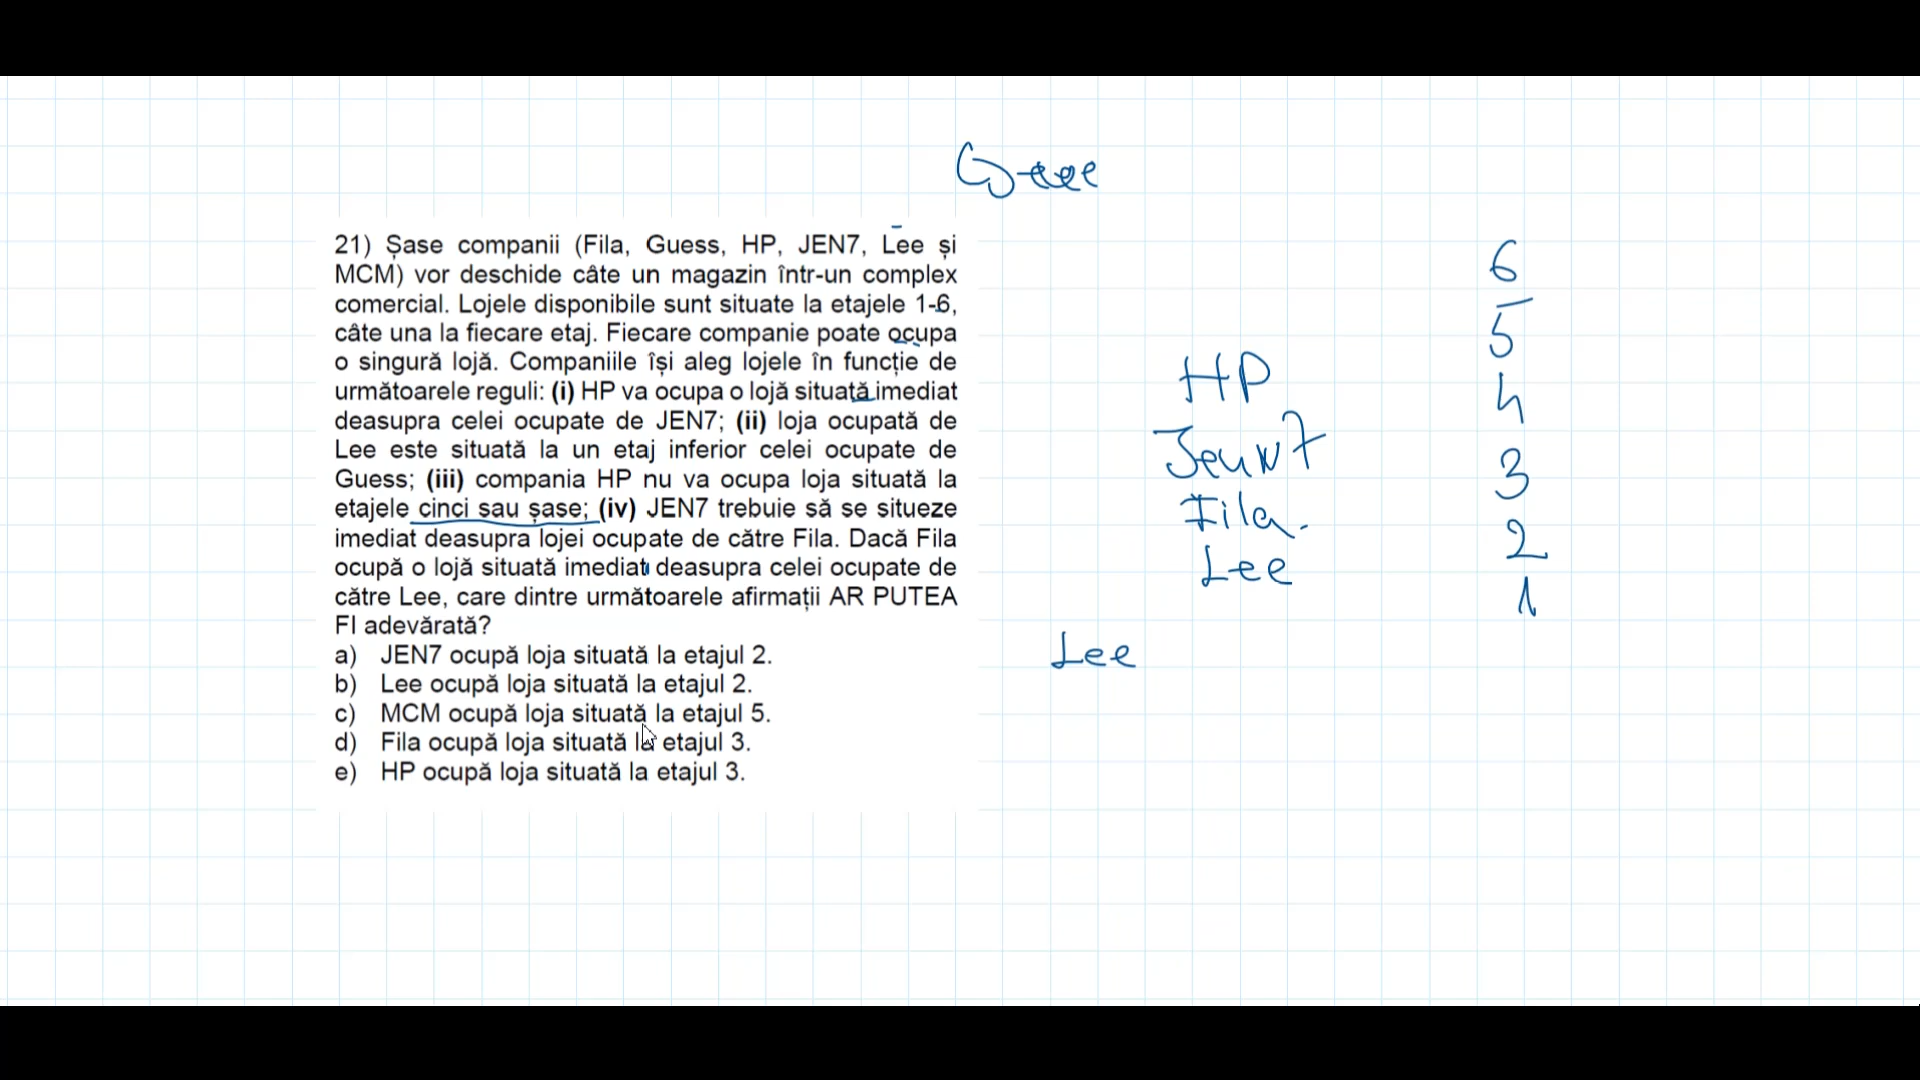 21) Șase companii (Fila, Guess, HP, JEN7, Lee și
MCM) vor deschide câte un magazin într-un complex
comercial. Lojele disponibile sunt situate la etajele 1-6,
câte una la fiecare etaj. Fiecare companie poate ocupa
o singură lojă. Companiile își aleg lojele în funcție de
următoarele reguli: (i) HP va ocupa o lojă situată imediat
deasupra celei ocupate de JEN7; (ii) loja ocupată de
Lee este situată la un etaj inferior celei ocupate de
Guess; (iii) compania HP nu va ocupa loja situată la
etajele cinci sau șase; (iv) JEN7 trebuie să se situeze
imediat deasupra lojei ocupate de către Fila. Dacă Fila
ocupă o lojă situată imediat deasupra celei ocupate de
către Lee, care dintre următoarele afirmații AR PUTEA
FI adevărată?
a) JEN7 ocupă loja situată la etajul 2.
b) Lee ocupă loja situată la etajul 2.
c) MCM ocupă loja situată la etajul 5.
d) Fila ocupă loja situată la etajul 3.
e) HP ocupă loja situată la etajul 3.
HP
Fila.
Lee
Lee
6
5
4
3
2
1